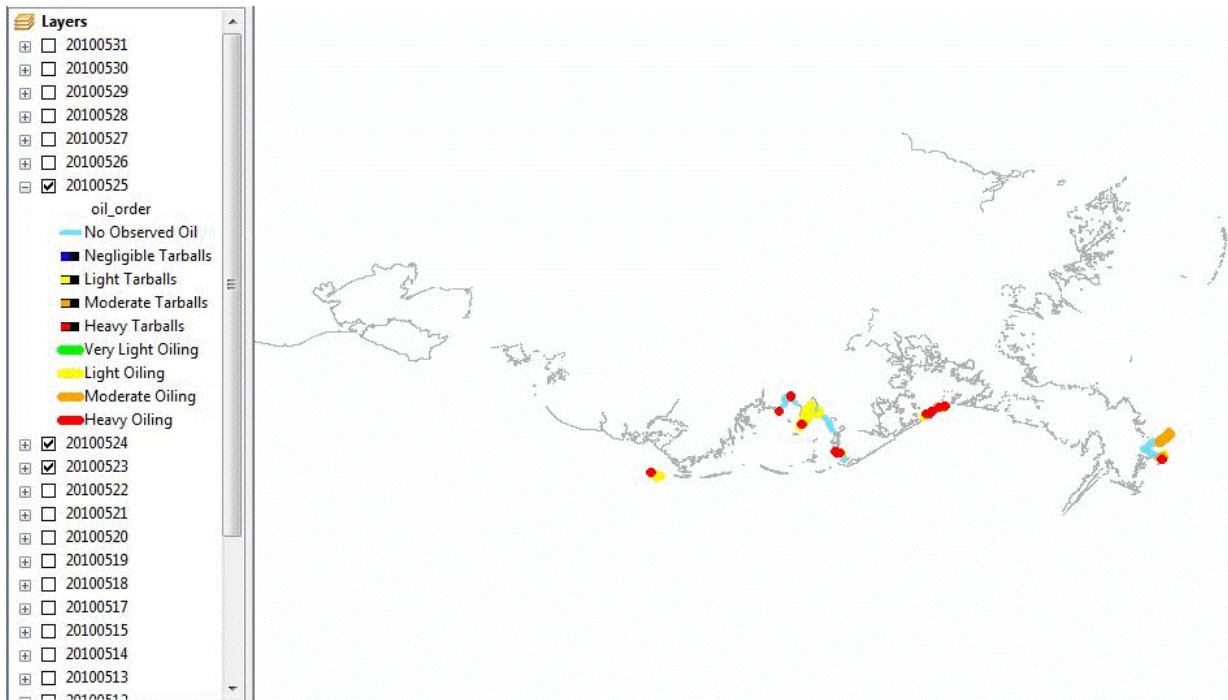 Layers
20100531
20100530
20100529
20100528
20100527
20100526
20100525
oil_order
No Observed Oil
Negligible Tarballs
Light Tarballs
Moderate Tarballs
Heavy Tarballs
Very Light Oiling
Light Oiling
Moderate Oiling
Heavy Oiling
20100524
20100523
20100522
20100521
20100520
20100519
20100518
20100517
20100515
20100514
20100513
20100512